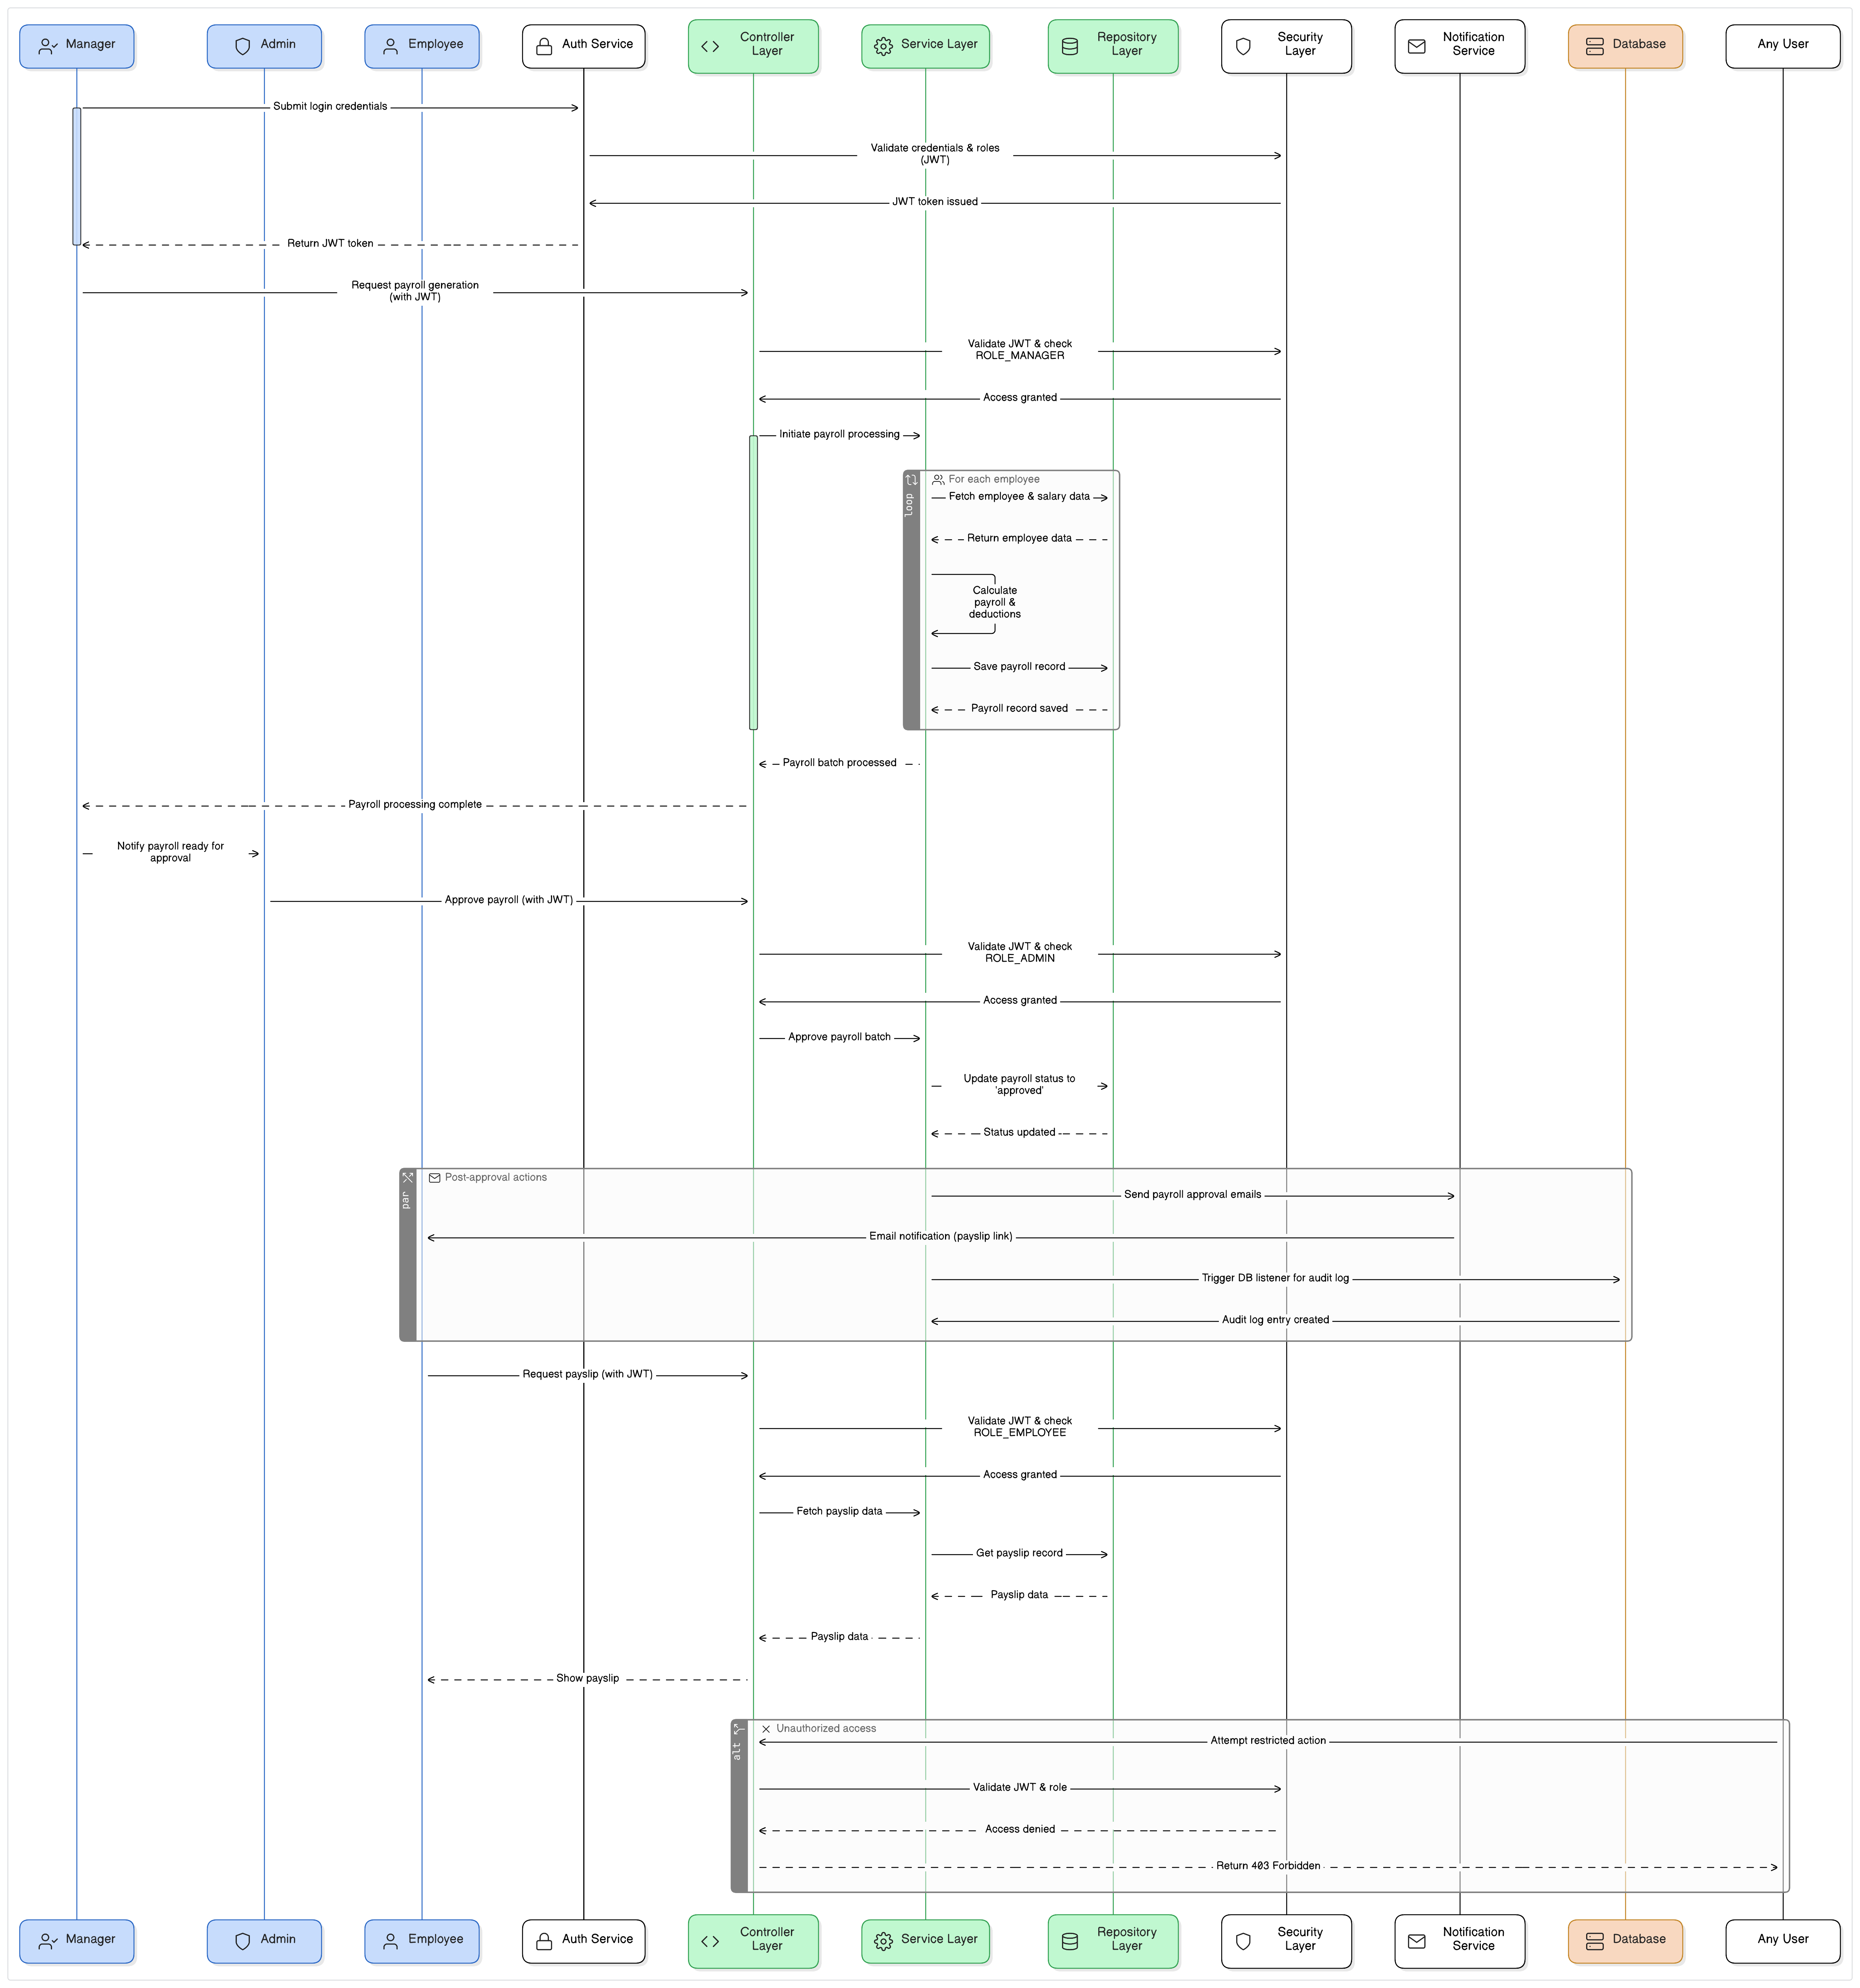 Manager
Admin
Employee
Auth Service
Controller
Layer
Service Layer
Repository
Layer
Security
Layer
Notification
Service
Database
Any User
Submit login credentials
Validate credentials & roles
(JWT)
JWT token issued
Return JWT token
Request payroll generation
(with JWT)
Validate JWT & check
ROLE_MANAGER
Access granted
Initiate payroll processing
loop
For each employee
Fetch employee & salary data
Return employee data
Calculate
payroll &
deductions
Save payroll record
Payroll record saved
Payroll batch processed
Payroll processing complete
Notify payroll ready for
approval
Approve payroll (with JWT)
Validate JWT & check
ROLE_ADMIN
Access granted
Approve payroll batch
Update payroll status to
'approved'
Status updated
par
Post-approval actions
Send payroll approval emails
Email notification (payslip link)
Trigger DB listener for audit log
Audit log entry created
Request payslip (with JWT)
Validate JWT & check
ROLE_EMPLOYEE
Access granted
Fetch payslip data
Get payslip record
Payslip data
Payslip data
Show payslip
alt
Unauthorized access
Attempt restricted action
Validate JWT & role
Access denied
Return 403 Forbidden
Manager
Admin
Employee
Auth Service
Controller
Layer
Service Layer
Repository
Layer
Security
Layer
Notification
Service
Database
Any User